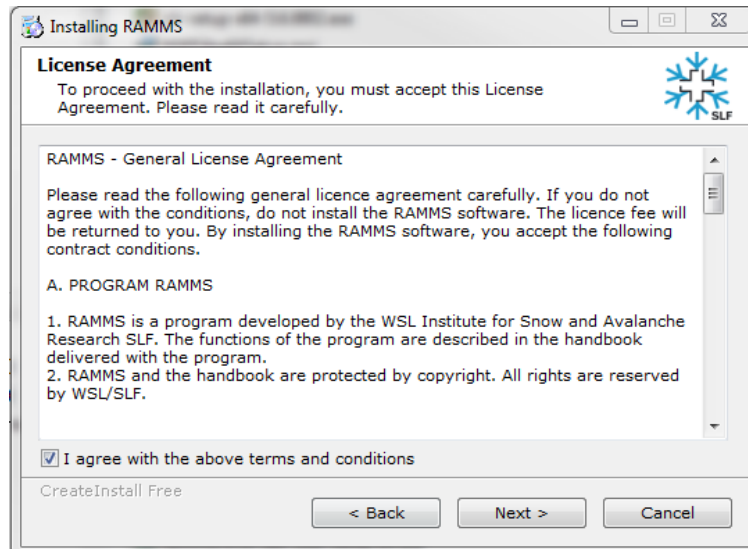 Installing RAMMS
License Agreement
To proceed with the installation, you must accept this License
Agreement. Please read it carefully.
SLF
RAMMS - General License Agreement
Please read the following general licence agreement carefully. If you do not
agree with the conditions, do not install the RAMMS software. The licence fee will
be returned to you. By installing the RAMMS software, you accept the following
contract conditions.
A. PROGRAM RAMMS
1. RAMMS is a program developed by the WSL Institute for Snow and Avalanche
Research SLF. The functions of the program are described in the handbook
delivered with the program.
2. RAMMS and the handbook are protected by copyright. All rights are reserved
by WSL/SLF.
I agree with the above terms and conditions
CreateInstall Free
< Back Next > Cancel